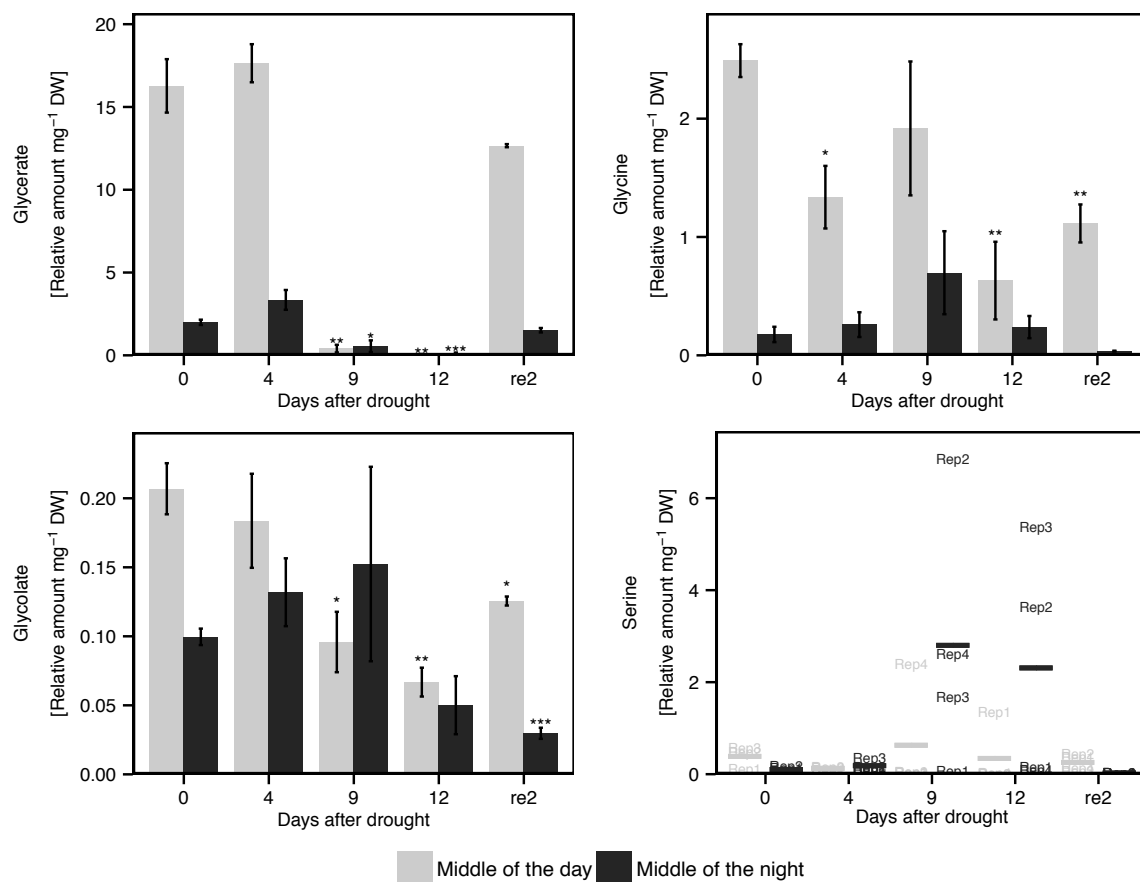 Glycerate
[Relative amount mg⁻¹ DW]
20
15
10
5
0
**
*
**
***
0 4 9 12 re2
Days after drought
Glycine
[Relative amount mg⁻¹ DW]
2
1
0
*
**
**
0 4 9 12 re2
Days after drought
Glycolate
[Relative amount mg⁻¹ DW]
0.20
0.15
0.10
0.05
0.00
*
**
*
***
0 4 9 12 re2
Days after drought
Serine
[Relative amount mg⁻¹ DW]
6
4
2
0
Rep2
Rep3
Rep2
Rep4
Rep4
Rep3
Rep1
Rep3
Rep1
Rep3
Rep2
Rep1
Rep1
0 4 9 12 re2
Days after drought
Middle of the day Middle of the night